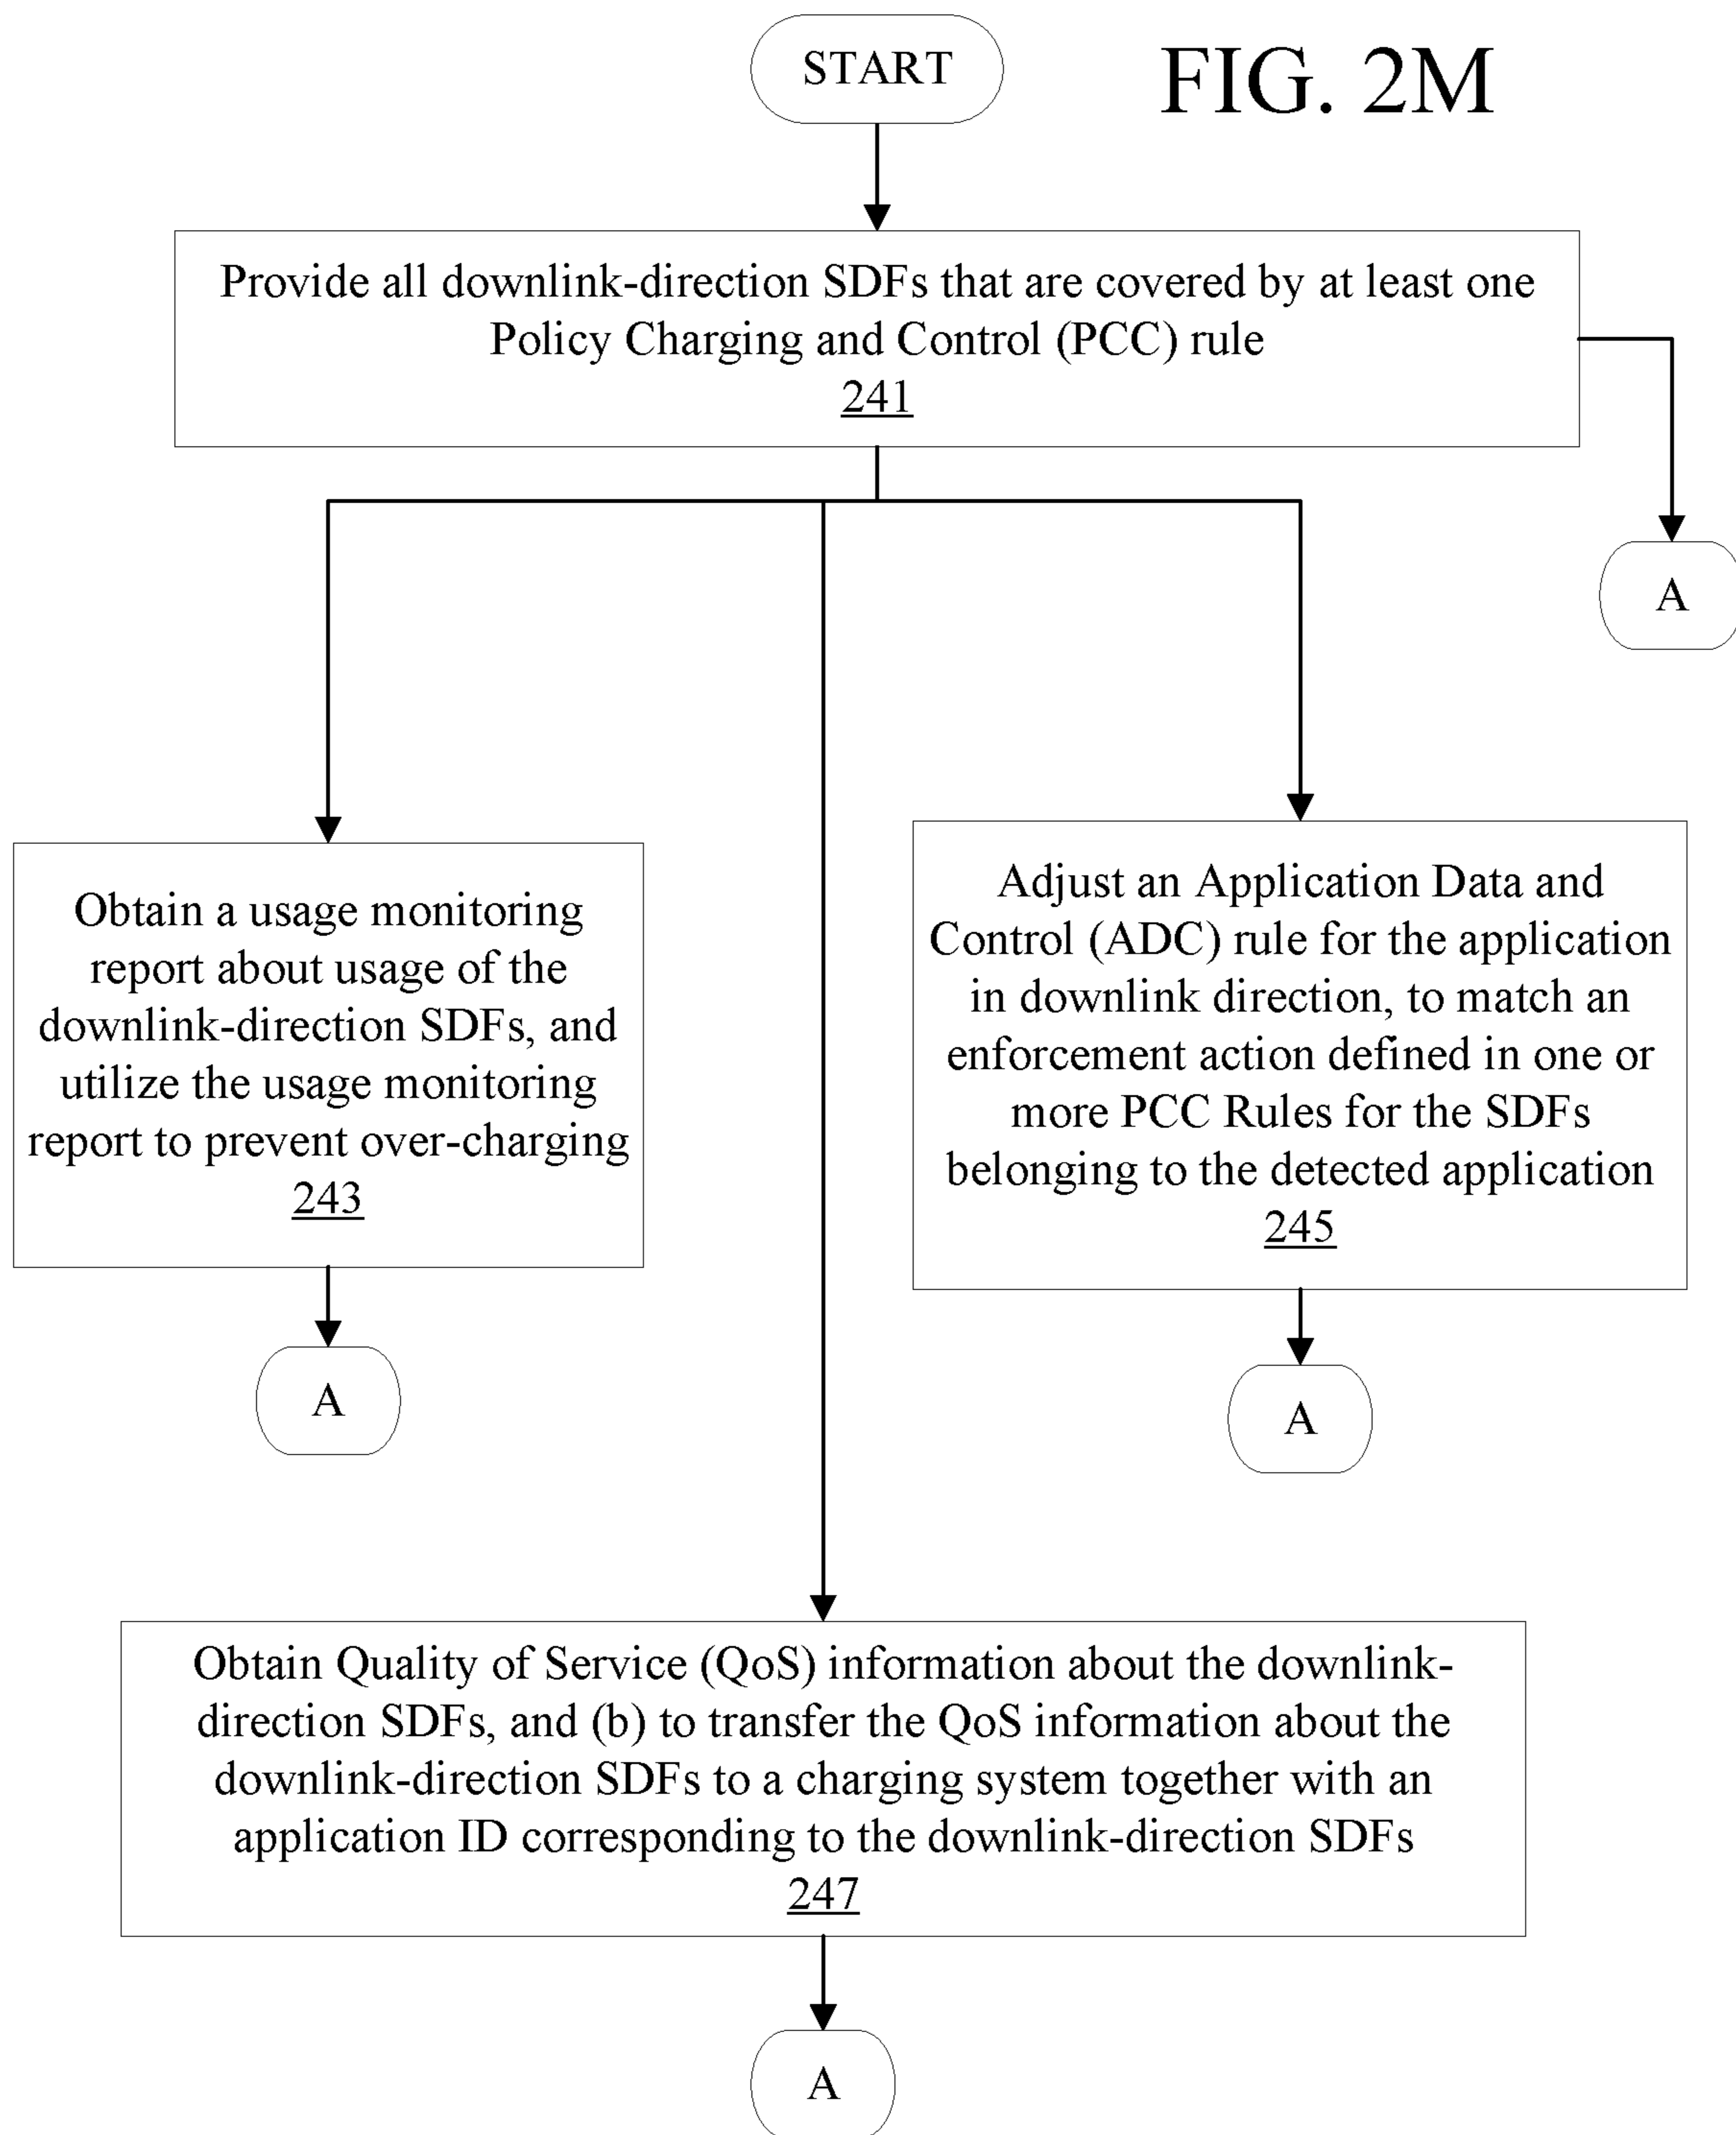 START
FIG. 2M
Provide all downlink-direction SDFs that are covered by at least one
Policy Charging and Control (PCC) rule
241
A
Obtain a usage monitoring
report about usage of the
downlink-direction SDFs, and
utilize the usage monitoring
report to prevent over-charging
243
A
Adjust an Application Data and
Control (ADC) rule for the application
in downlink direction, to match an
enforcement action defined in one or
more PCC Rules for the SDFs
belonging to the detected application
245
A
Obtain Quality of Service (QoS) information about the downlink-
direction SDFs, and (b) to transfer the QoS information about the
downlink-direction SDFs to a charging system together with an
application ID corresponding to the downlink-direction SDFs
247
A